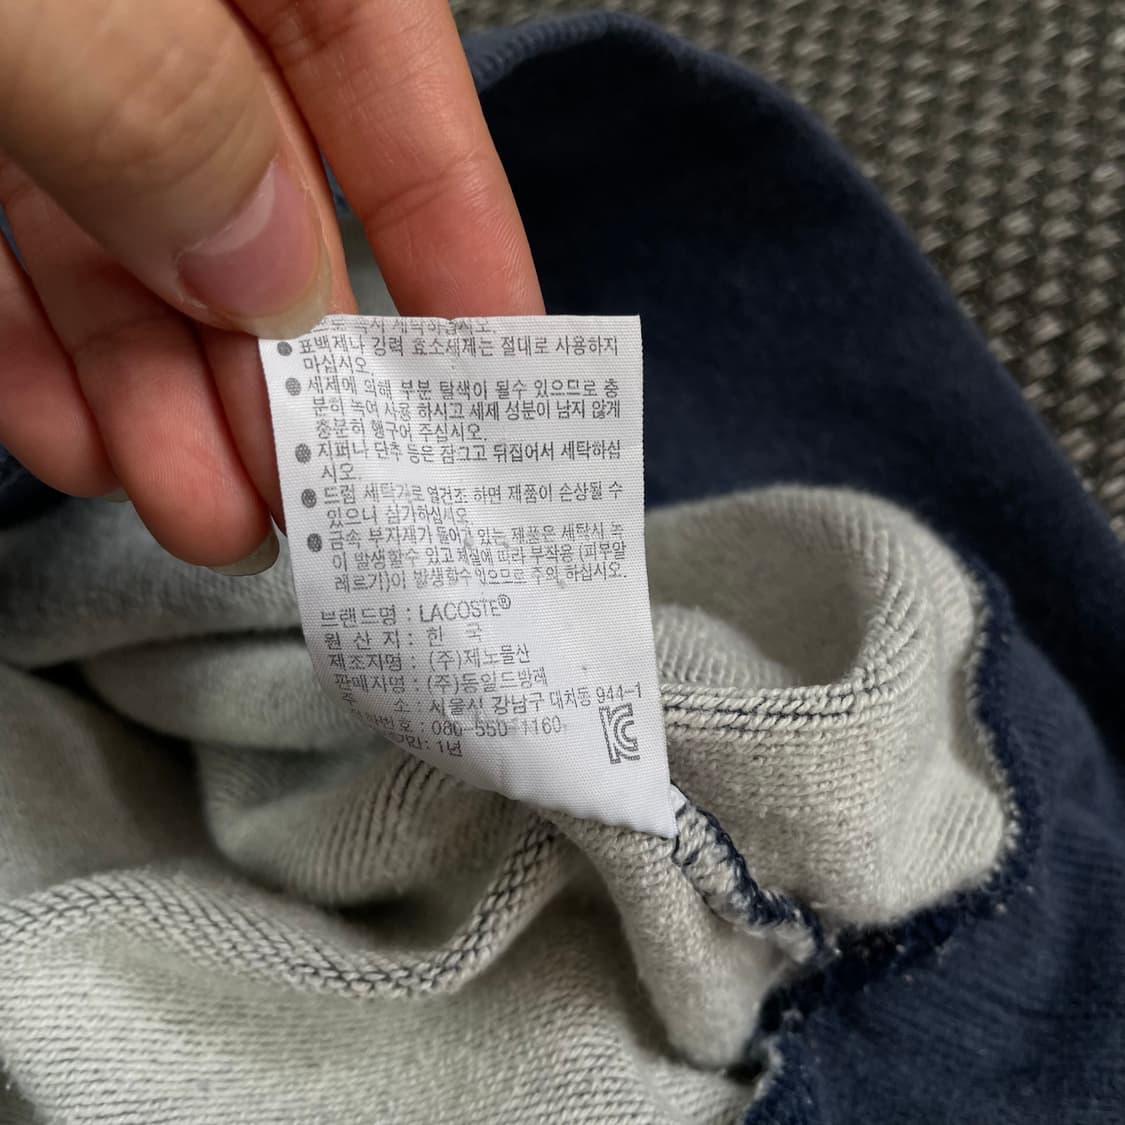 즉시 세탁하십시오.
● 표백제나 강력 효소세제는 절대로 사용하지
마십시오.
● 세제에 의해 부분 탈색이 될수 있으므로 충
분히 녹여 사용 하시고 세제 성분이 남지 않게
충분히 헹구어 주십시오.
● 지퍼나 단추 등은 잠그고 뒤집어서 세탁하십
시오.
● 드럼 세탁기로 열건조 하면 제품이 손상될 수
있으니 삼가하십시오.
● 금속 부자재가 들어가 있는 제품은 세탁시 녹
이 발생할수 있고 체질에 따라 부작용 (피부알
레르기)이 발생할수 있으므로 주의 하십시오.
브랜드명 : LACOSTE®
원 산 지 : 한 국
제조자명 : (주)제노물산
판매자명 : (주)동일드방레
주 소 : 서울시 강남구 대치동 944-1
080-550-1160
: 1년